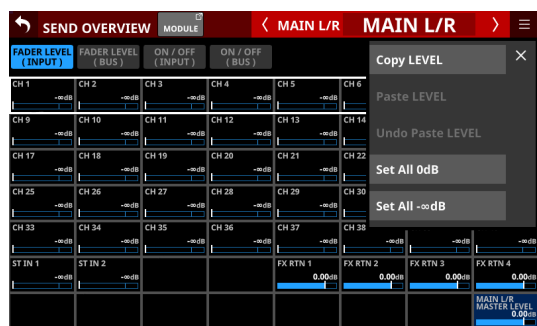 SEND OVERVIEW MODULE MAIN L/R MAIN L/R
FADER LEVEL FADER LEVEL ON / OFF ON / OFF
( INPUT ) ( BUS ) ( INPUT ) ( BUS )
Copy LEVEL
Paste LEVEL
Undo Paste LEVEL
Set All 0dB
Set All -∞dB
CH 1 CH 2 CH 3 CH 4 CH 5 CH 6
-∞dB -∞dB -∞dB -∞dB -∞dB
CH 9 CH 10 CH 11 CH 12 CH 13 CH 14
-∞dB -∞dB -∞dB -∞dB -∞dB
CH 17 CH 18 CH 19 CH 20 CH 21 CH 22
-∞dB -∞dB -∞dB -∞dB -∞dB
CH 25 CH 26 CH 27 CH 28 CH 29 CH 30
-∞dB -∞dB -∞dB -∞dB -∞dB
CH 33 CH 34 CH 35 CH 36 CH 37 CH 38
-∞dB -∞dB -∞dB -∞dB -∞dB -∞dB -∞dB -∞dB
ST IN 1 ST IN 2 FX RTN 1 FX RTN 2 FX RTN 3 FX RTN 4
-∞dB -∞dB 0.00dB 0.00dB 0.00dB 0.00dB
MAIN L/R
MASTER LEVEL
0.00dB